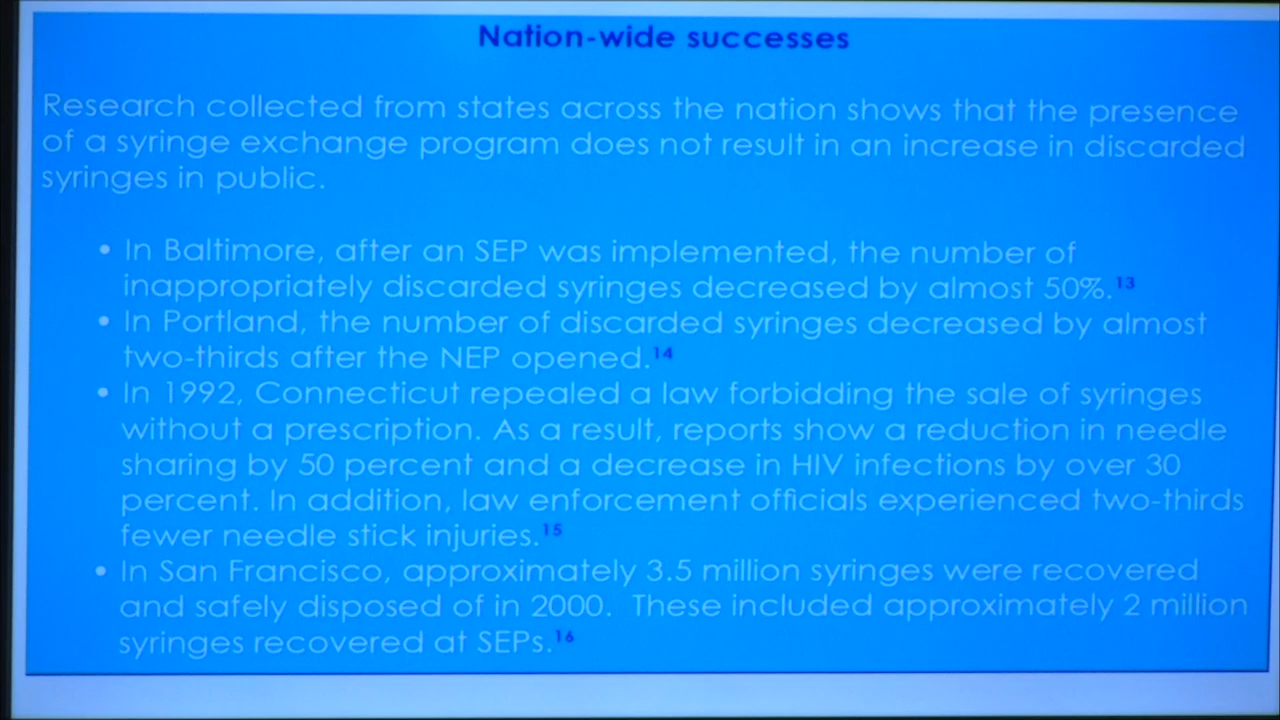 Nation-wide successes
Research collected from states across the nation shows that the presence
of a syringe exchange program does not result in an increase in discarded
syringes in public.
• In Baltimore, after an SEP was implemented, the number of
inappropriately discarded syringes decreased by almost 50%.13
• In Portland, the number of discarded syringes decreased by almost
two-thirds after the NEP opened.14
• In 1992, Connecticut repealed a law forbidding the sale of syringes
without a prescription. As a result, reports show a reduction in needle
sharing by 50 percent and a decrease in HIV infections by over 30
percent. In addition, law enforcement officials experienced two-thirds
fewer needle stick injuries.15
• In San Francisco, approximately 3.5 million syringes were recovered
and safely disposed of in 2000. These included approximately 2 million
syringes recovered at SEPs.16